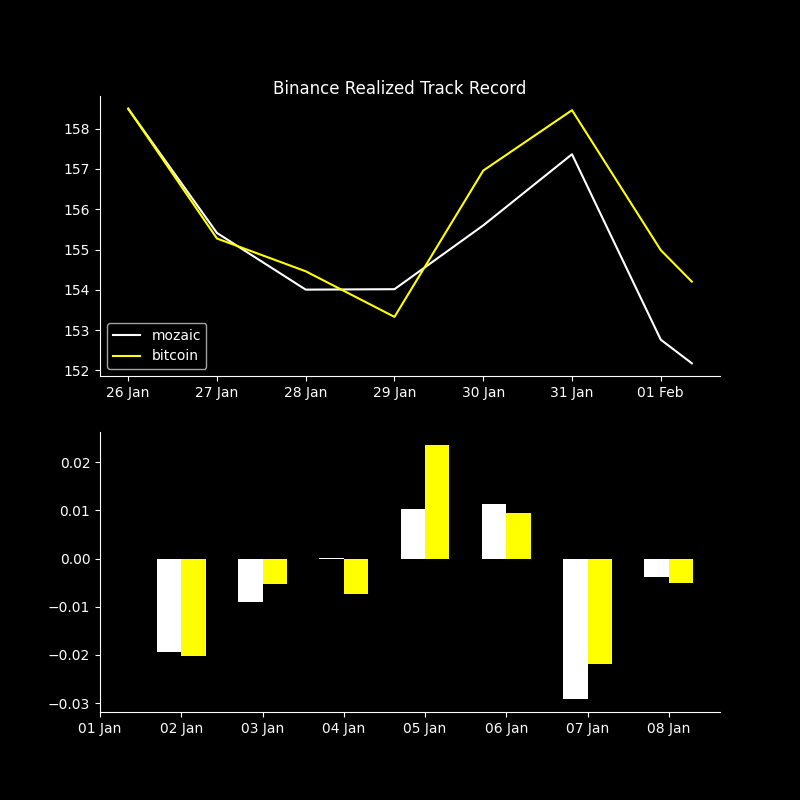 Binance Realized Track Record
158
157
156
155
154
153
152
mozaic
bitcoin
26 Jan 27 Jan 28 Jan 29 Jan 30 Jan 31 Jan 01 Feb
0.02
0.01
0.00
−0.01
−0.02
−0.03
01 Jan 02 Jan 03 Jan 04 Jan 05 Jan 06 Jan 07 Jan 08 Jan